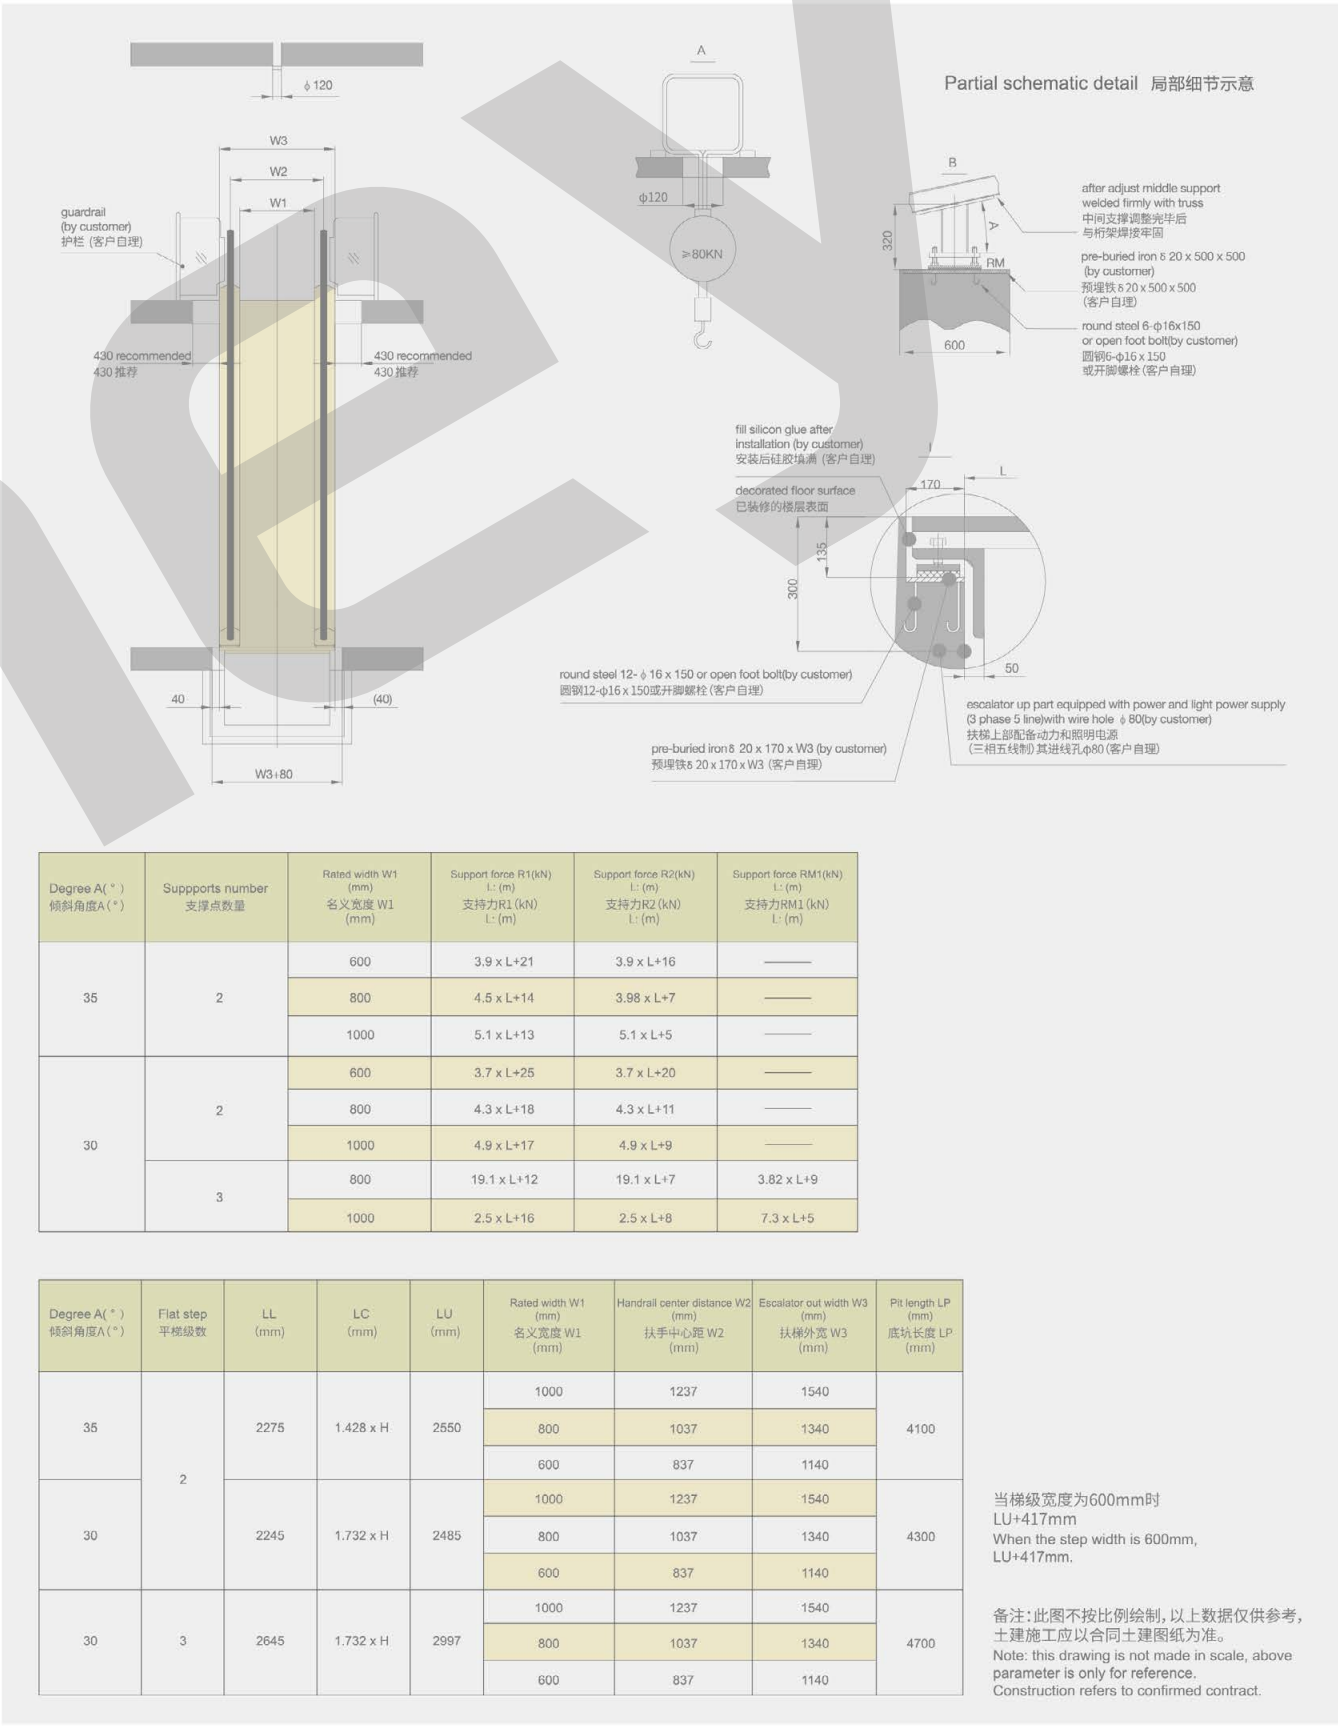 φ 120
W3
W2
W1
guardrail
(by customer)
护栏 (客户自理)
430 recommended
430 推荐
430 recommended
430 推荐
40
(40)
W3+80
A
φ120
≥80KN
Partial schematic detail 局部细节示意
B
320
A
RM
600
after adjust middle support
welded firmly with truss
中间支撑调整完毕后
与桁架焊接牢固
pre-buried iron δ 20 x 500 x 500
(by customer)
预埋铁 δ 20 x 500 x 500
(客户自理)
round steel 6-φ16x150
or open foot bolt(by customer)
圆钢6-φ16 x 150
或开脚螺栓 (客户自理)
fill silicon glue after
installation (by customer)
安装后硅胶填满 (客户自理)
decorated floor surface
已装修的楼层表面
I
L
170
135
300
50
round steel 12- φ 16 x 150 or open foot bolt(by customer)
圆钢12-φ16 x 150或开脚螺栓 (客户自理)
pre-buried iron δ 20 x 170 x W3 (by customer)
预埋铁δ 20 x 170 x W3 (客户自理)
escalator up part equipped with power and light power supply
(3 phase 5 line)with wire hole φ 80(by customer)
扶梯上部配备动力和照明电源
(三相五线制) 其进线孔φ80 (客户自理)
Degree A( ° ) 倾斜角度A ( ° )
Suppports number 支撑点数量
Rated width W1 (mm) 名义宽度 W1 (mm)
Support force R1(kN) L: (m) 支持力R1 (kN) L: (m)
Support force R2(kN) L: (m) 支持力R2 (kN) L: (m)
Support force RM1(kN) L: (m) 支持力RM1 (kN) L: (m)
35 2 600 3.9 x L+21 3.9 x L+16 ——
800 4.5 x L+14 3.98 x L+7 ——
1000 5.1 x L+13 5.1 x L+5 ——
30 2 600 3.7 x L+25 3.7 x L+20 ——
800 4.3 x L+18 4.3 x L+11 ——
1000 4.9 x L+17 4.9 x L+9 ——
3 800 19.1 x L+12 19.1 x L+7 3.82 x L+9
1000 2.5 x L+16 2.5 x L+8 7.3 x L+5
Degree A( ° ) 倾斜角度A ( ° )
Flat step 平梯级数
LL (mm)
LC (mm)
LU (mm)
Rated width W1 (mm) 名义宽度 W1 (mm)
Handrail center distance W2 (mm) 扶手中心距 W2 (mm)
Escalator out width W3 (mm) 扶梯外宽 W3 (mm)
Pit length LP (mm) 底坑长度 LP (mm)
35 2 2275 1.428 x H 2550 1000 1237 1540 4100
800 1037 1340
600 837 1140
30 2245 1.732 x H 2485 1000 1237 1540 4300
800 1037 1340
600 837 1140
30 3 2645 1.732 x H 2997 1000 1237 1540 4700
800 1037 1340
600 837 1140
当梯级宽度为600mm时
LU+417mm
When the step width is 600mm,
LU+417mm.
备注：此图不按比例绘制，以上数据仅供参考，
土建施工应以合同土建图纸为准。
Note: this drawing is not made in scale, above
parameter is only for reference.
Construction refers to confirmed contract.